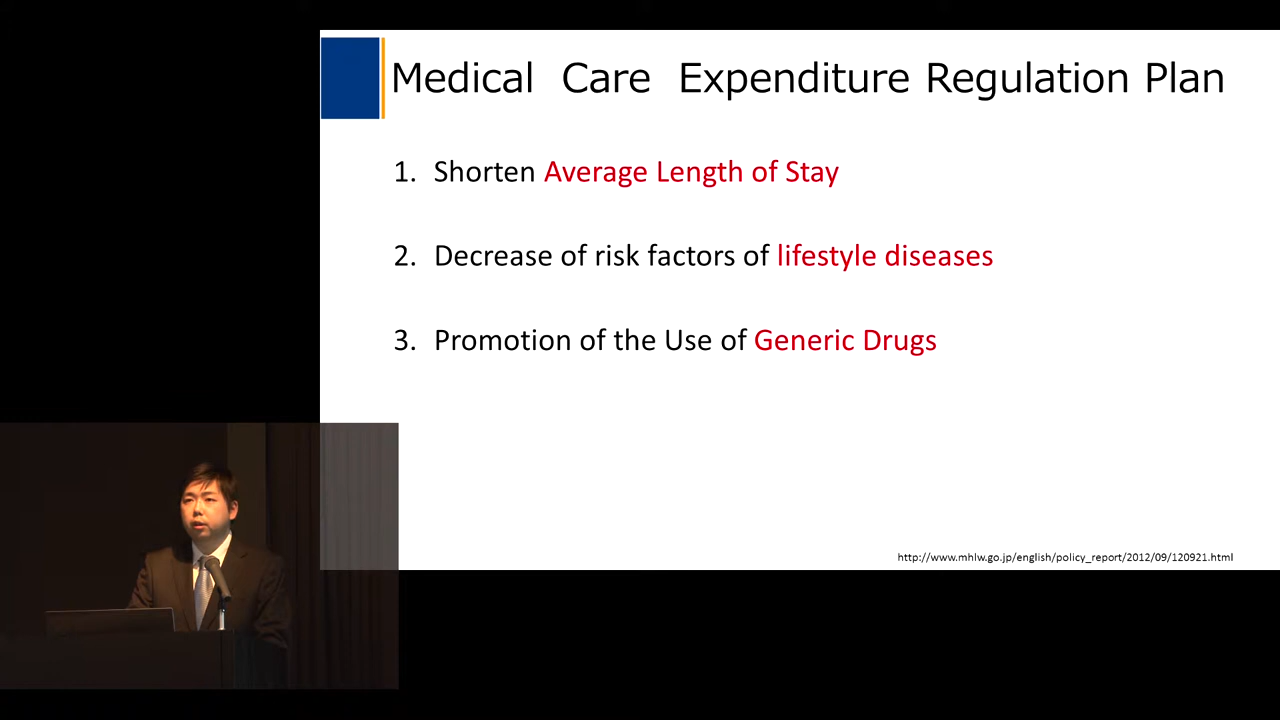 Medical Care Expenditure Regulation Plan
1. Shorten Average Length of Stay
2. Decrease of risk factors of lifestyle diseases
3. Promotion of the Use of Generic Drugs
http://www.mhlw.go.jp/english/policy_report/2012/09/120921.html